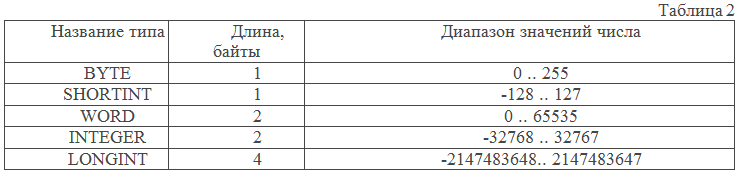 Таблица 2
Название типа Длина, Диапазон значений числа
байты
BYTE 1 0 .. 255
SHORTINT 1 -128 .. 127
WORD 2 0 .. 65535
INTEGER 2 -32768 .. 32767
LONGINT 4 -2147483648.. 2147483647